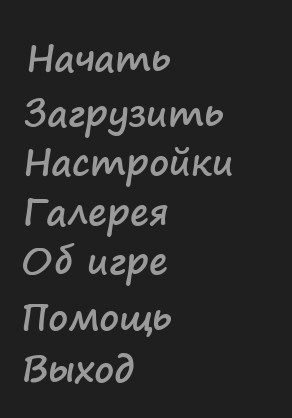 Начать
Загрузить
Настройки
Галерея
Об игре
Помощь
Выход